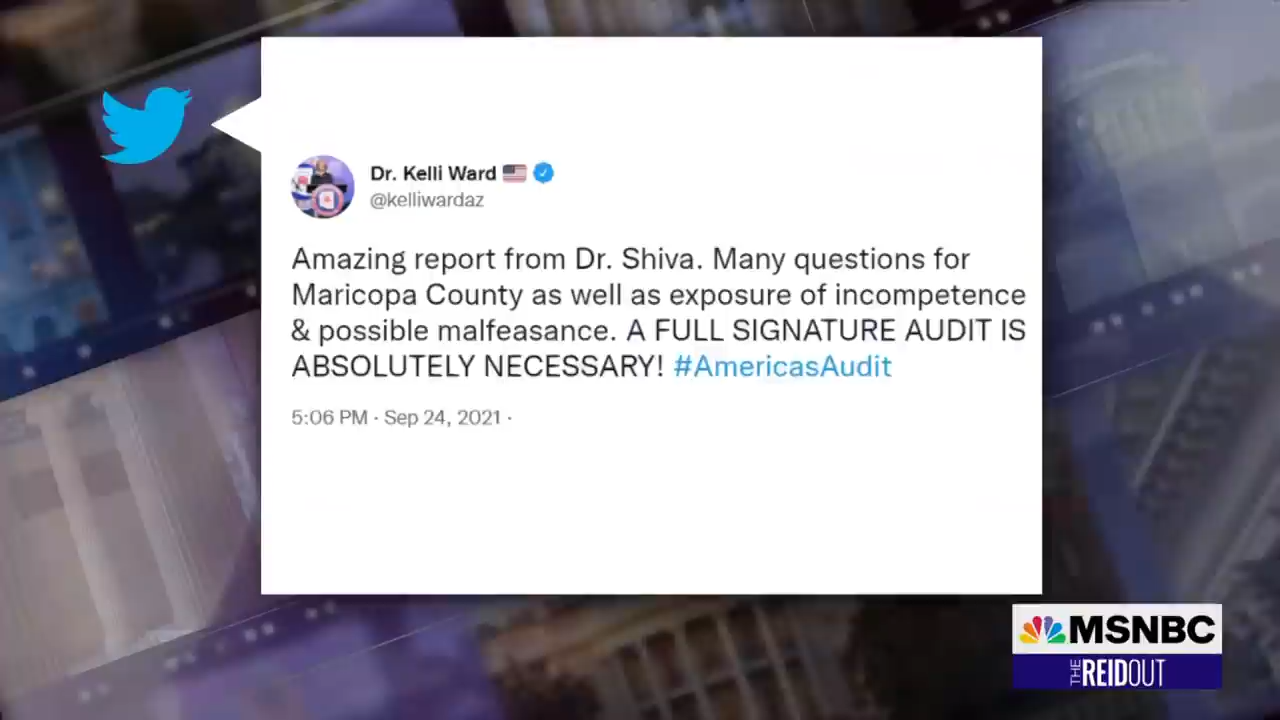 Dr. Kelli Ward
@kelliwardaz
Amazing report from Dr. Shiva. Many questions for
Maricopa County as well as exposure of incompetence
& possible malfeasance. A FULL SIGNATURE AUDIT IS
ABSOLUTELY NECESSARY! #AmericasAudit
5:06 PM · Sep 24, 2021 ·
MSNBC
THE REIDOUT